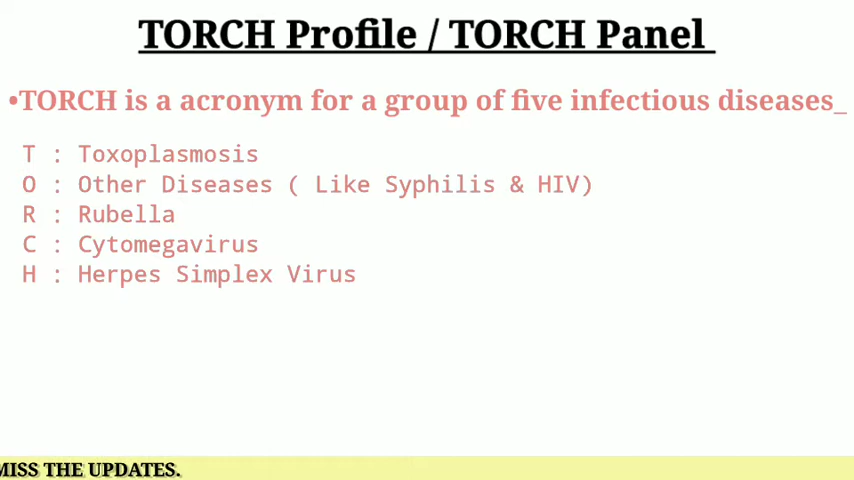 TORCH Profile / TORCH Panel
•TORCH is a acronym for a group of five infectious diseases_
T : Toxoplasmosis
O : Other Diseases ( Like Syphilis & HIV)
R : Rubella
C : Cytomegavirus
H : Herpes Simplex Virus
MISS THE UPDATES.